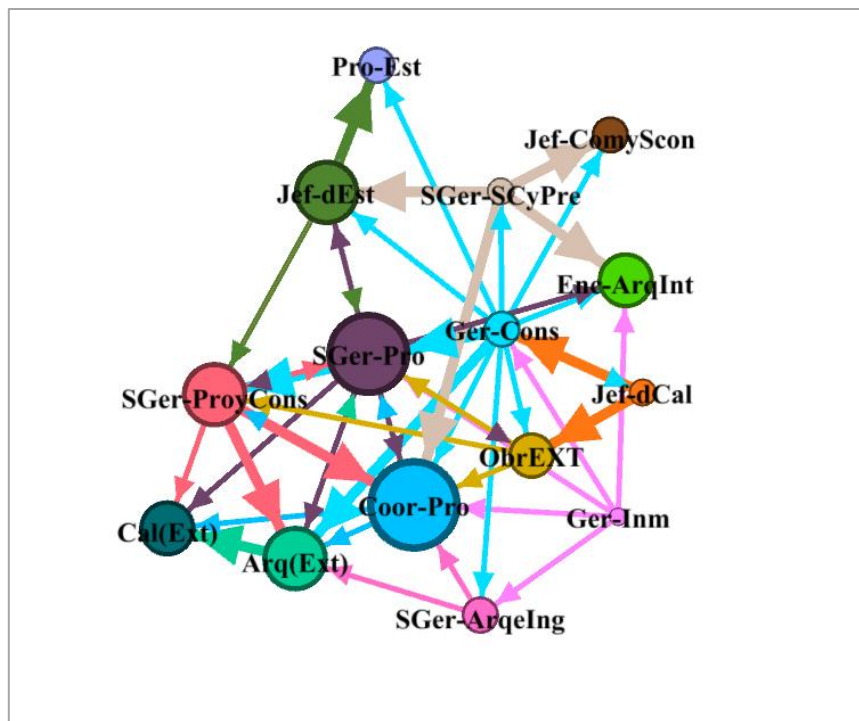 Pro-Est
Jef-ComyScon
Jef-dEst
SGer-SCyPre
Enc-ArqInt
Ger-Cons
SGer-Pro
Jef-dCal
SGer-ProyCons
ObrEXT
Coor-Pro
Ger-Inm
Cal(Ext)
Arq(Ext)
SGer-ArqeIng